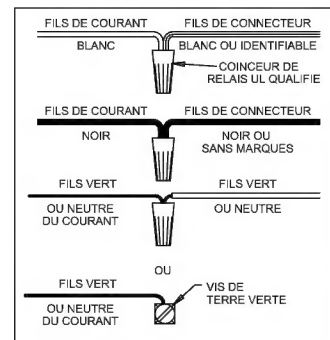 FILS DE COURANT
FILS DE CONNECTEUR
BLANC
BLANC OU IDENTIFIABLE
COINCEUR DE
RELAIS UL QUALIFIE
FILS DE COURANT
FILS DE CONNECTEUR
NOIR
NOIR OU
SANS MARQUES
FILS VERT
FILS VERT
OU NEUTRE
DU COURANT
OU NEUTRE
OU
FILS VERT
VIS DE
TERRE VERTE
OU NEUTRE
DU COURANT